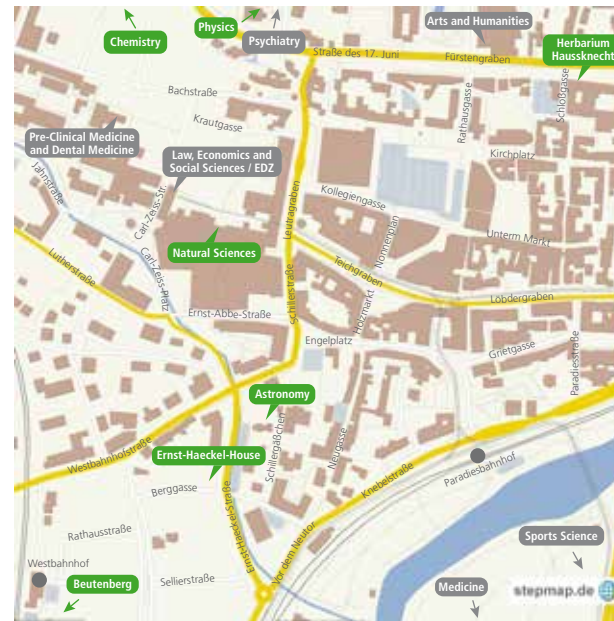 Chemistry
Physics
Psychiatry
Arts and Humanities
Straße des 17. Juni
Fürstengraben
Herbarium
Haussknecht
Bachstraße
Krautgasse
Rathausgasse
Schloßgasse
Pre-Clinical Medicine
and Dental Medicine
Law, Economics and
Social Sciences / EDZ
Kirchplatz
Jahnstraße
Carl-Zeiss-Str.
Kollegiengasse
Leutragraben
Nonnenplan
Unterm Markt
Natural Sciences
Carl-Zeiss-Platz
Lutherstraße
Teichgraben
Löbdergraben
Schillerstraße
Holzmarkt
Ernst-Abbe-Straße
Engelplatz
Grietgasse
Paradiesstraße
Astronomy
Westbahnhofstraße
Ernst-Haeckel-House
Schillergäßchen
Neugasse
Knebelstraße
Paradiesbahnhof
Berggasse
Ernst-Haeckel-Straße
Rathausstraße
Vor dem Neutor
Sports Science
Westbahnhof
Beutenberg
Sellierstraße
Medicine
stepmap.de